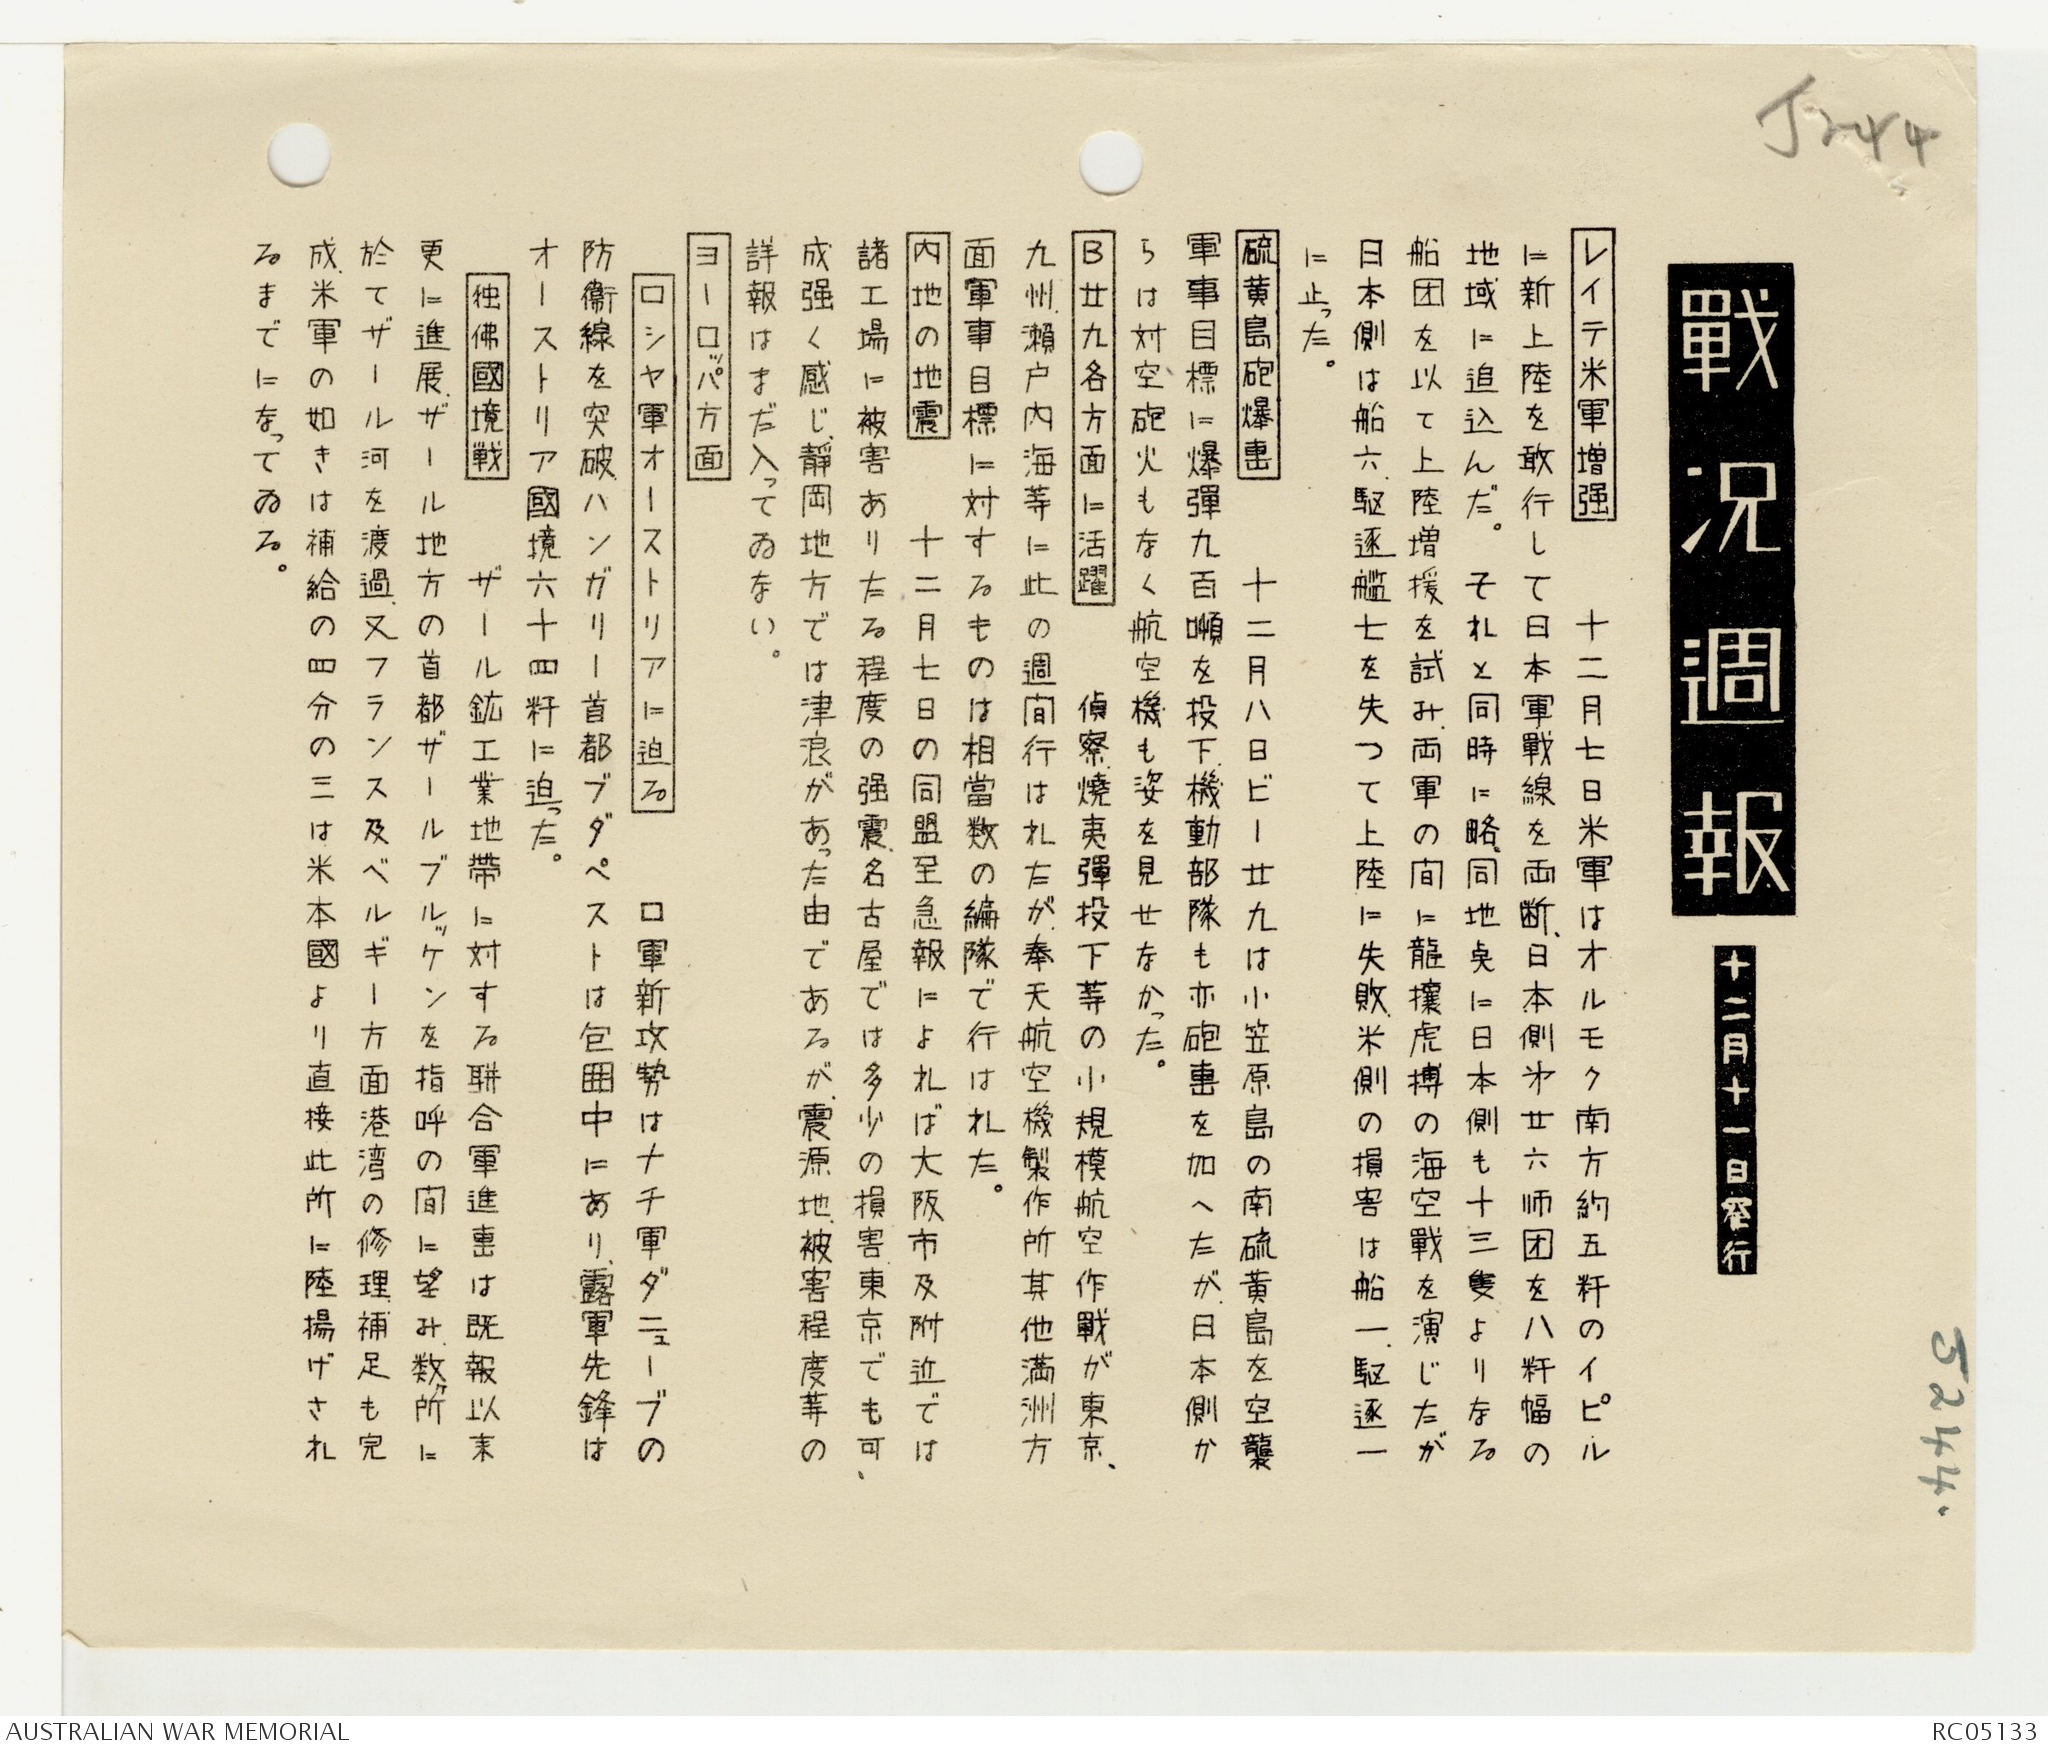 J244
戰況週報
十二月十一日発行
J244.
レイテ米軍増强　十二月七日米軍はオルモク南方約五粁のイピル
に新上陸を敢行して日本軍戰線を両断、日本側㐧廿六师団を八粁幅の
地域に追込んだ。それと同時に略、同地㸃に日本側も十三隻よりなる
船団を以て上陸増援を試み、両軍の间に龍攘虎搏の海空戰を演じたが
日本側は船六、駆逐艦七を失つて上陸に失敗、米側の損害は船一、駆逐一
に止った。
硫黄島砲爆撃　十二月八日ビー廿九は小笠原島の南硫黄島を空襲
軍事目標に爆彈九百噸を投下、機動部隊も亦砲撃を加へたが、日本側か
らは対空砲火もなく航空機も姿を見せなかった。
B廿九各方面に活躍　偵察、燒夷彈投下等の小規模航空作戰が東京、
九州、瀬戸内海等に此の週间行はれたが、奉天航空機製作所其他満洲方
面軍事目標に対するものは相當数の編隊で行はれた。
内地の地震　十二月七日の同盟至急報によれば大阪市及附近では
諸工場に被害ありたる程度の强震、名古屋では多少の損害、東京でも可、
成强く感じ、静岡地方では津浪があった由であるが、震源地、被害程度等の
詳報はまだ入ってゐない。
ヨーロッパ方面
ロシヤ軍オーストリアに迫る　ロ軍新攻勢はナチ軍ダニューブの
防衞線を突破、ハンガリー首都ブダペストは包囲中にあり、露軍先鋒は
オーストリア國境六十四粁に迫った。
独佛國境戦　ザール鉱工業地帶に対する聯合軍進撃は既報以来
更に進展、ザール地方の首都ザールブルッケンを指呼の间に望み、数ヶ所に
於てザール河を渡過、又フランス及ベルギー方面港湾の修理、補足も完
成、米軍の如きは補給の四分の三は米本國より直接此所に陸揚げされ
るまでになってゐる。
AUSTRALIAN WAR MEMORIAL
RC05133